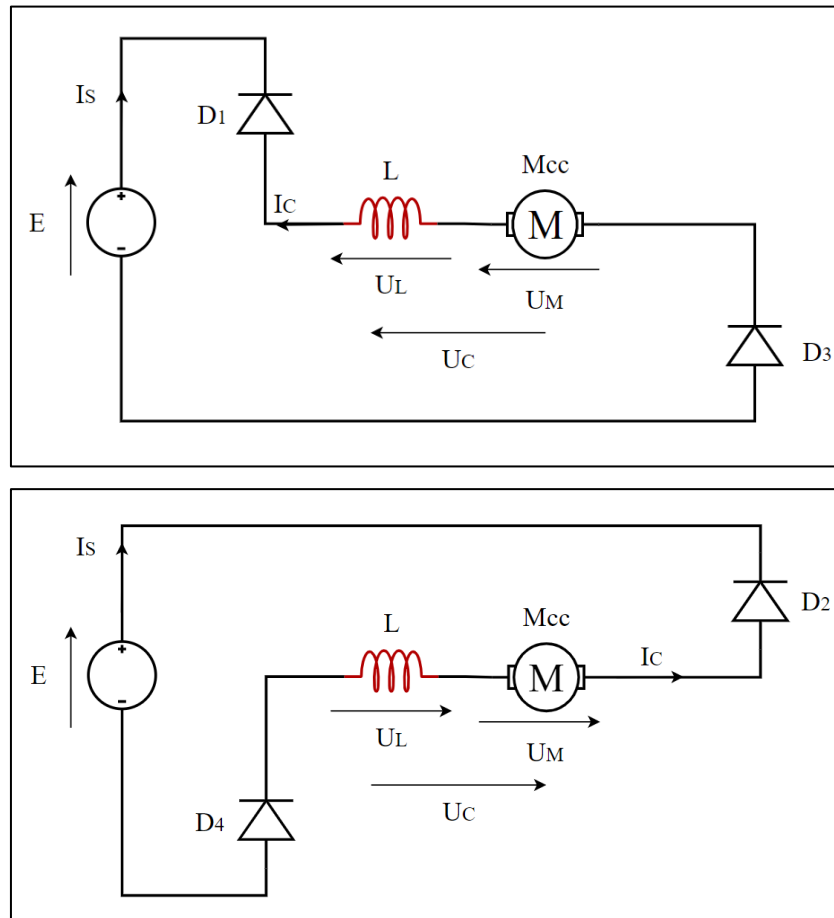 Is
D1
Mcc
L
+
Ic
E
M
-
UL
UM
Uc
D3
Is
D2
Mcc
L
+
Ic
E
M
-
UL
UM
Uc
D4